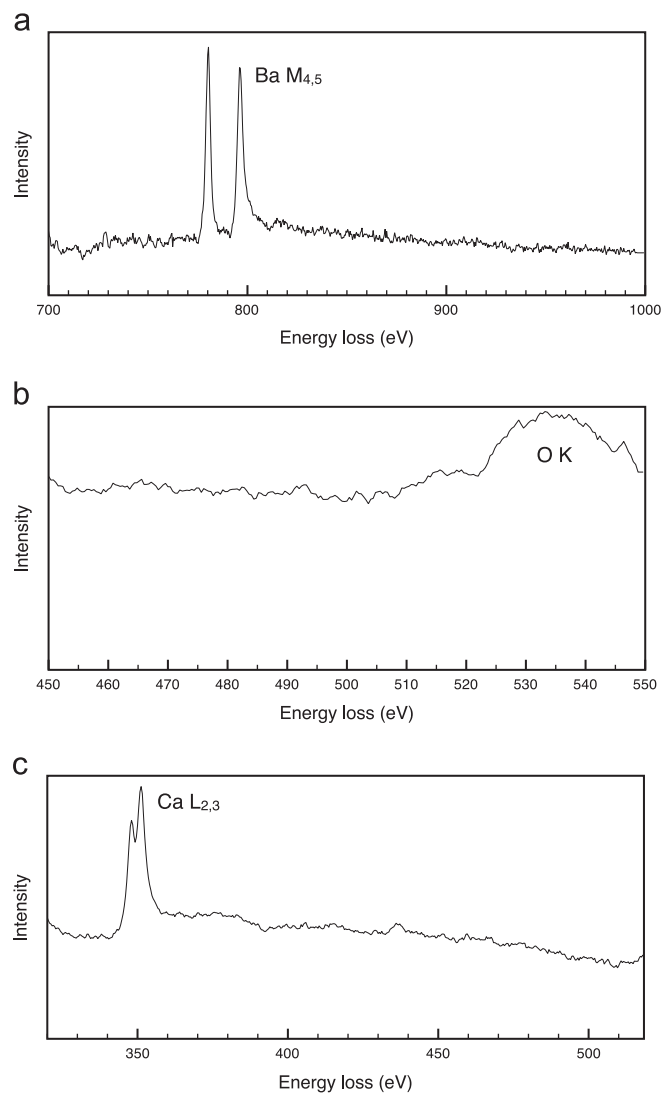 a
Ba M4,5
Intensity
700 800 900 1000
Energy loss (eV)
b
O K
Intensity
450 460 470 480 490 500 510 520 530 540 550
Energy loss (eV)
c
Ca L2,3
Intensity
350 400 450 500
Energy loss (eV)